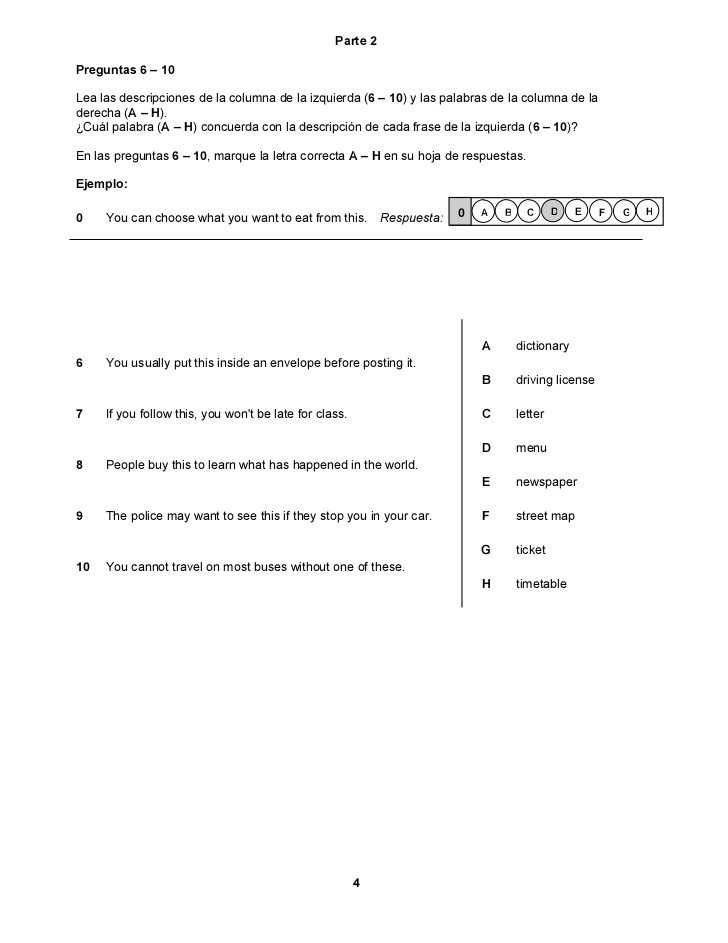 Parte 2
Preguntas 6 – 10
Lea las descripciones de la columna de la izquierda (6 – 10) y las palabras de la columna de la
derecha (A – H).
¿Cuál palabra (A – H) concuerda con la descripción de cada frase de la izquierda (6 – 10)?
En las preguntas 6 – 10, marque la letra correcta A – H en su hoja de respuestas.
Ejemplo:
0 You can choose what you want to eat from this. Respuesta: 0 A B C D E F G H
6 You usually put this inside an envelope before posting it.
7 If you follow this, you won't be late for class.
8 People buy this to learn what has happened in the world.
9 The police may want to see this if they stop you in your car.
10 You cannot travel on most buses without one of these.
A dictionary
B driving license
C letter
D menu
E newspaper
F street map
G ticket
H timetable
4